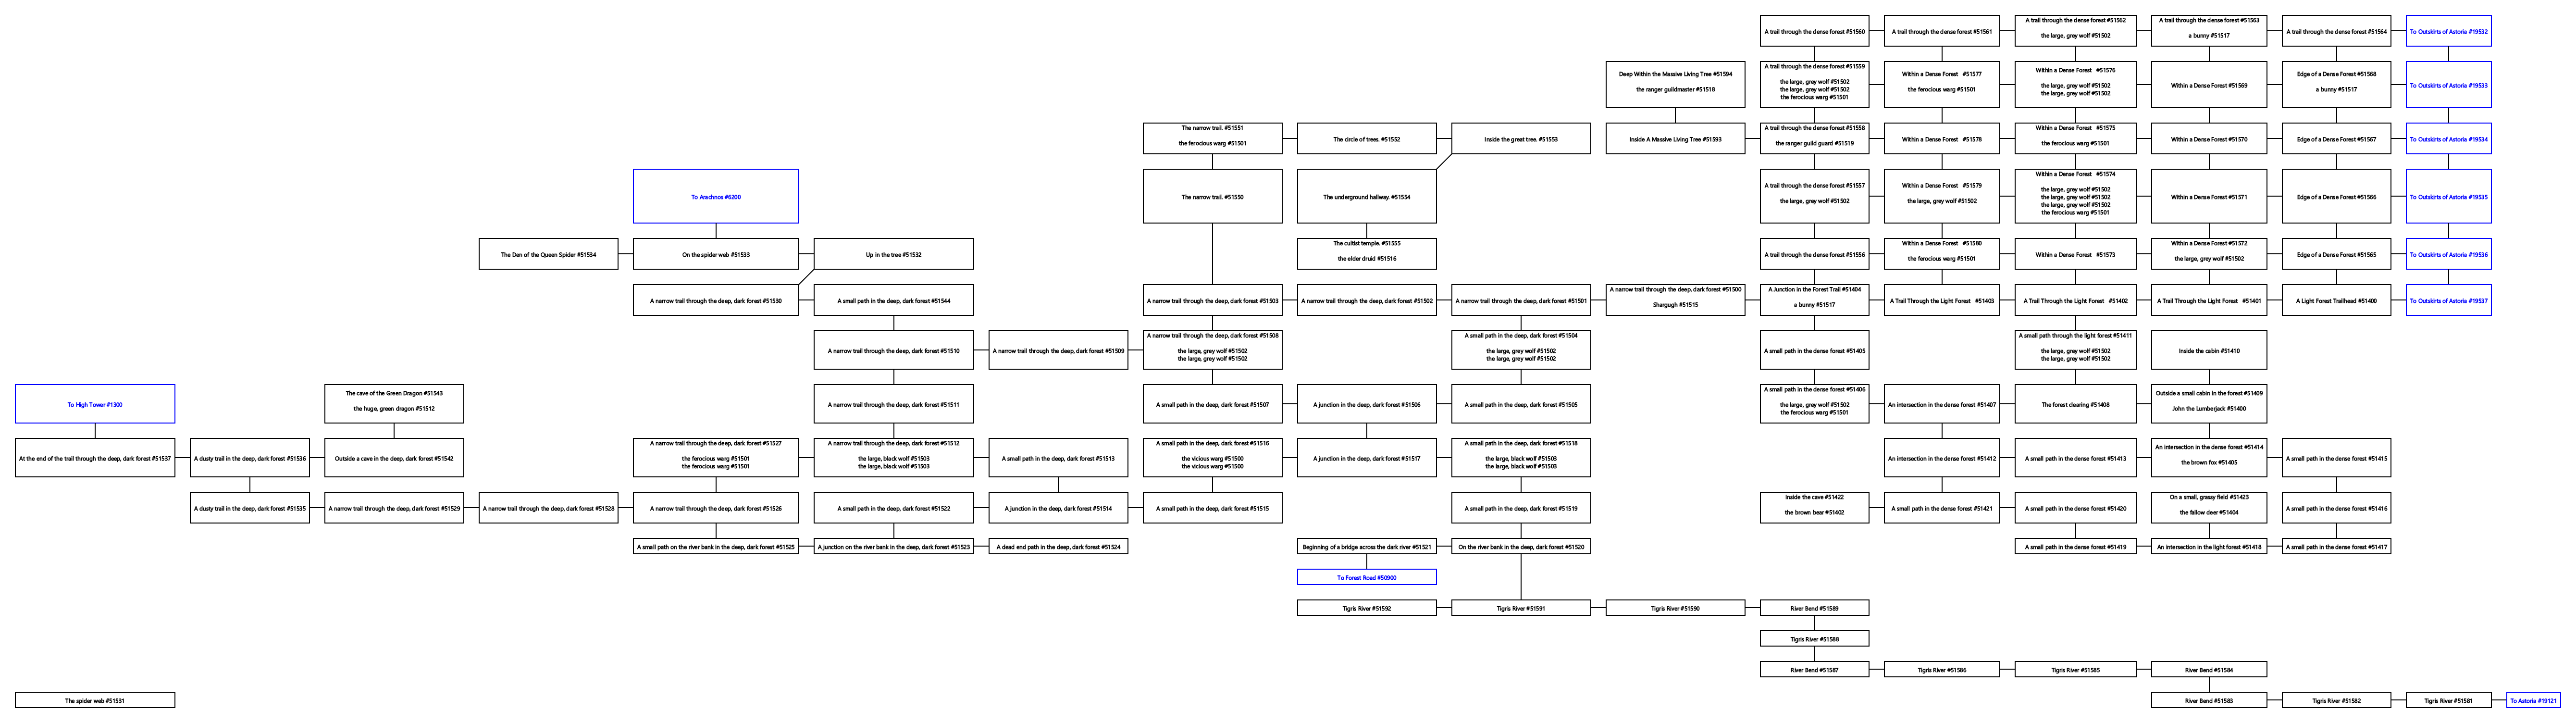 A trail through the dense forest #51560
A trail through the dense forest #51561
A trail through the dense forest #51562
the large, grey wolf #51502
A trail through the dense forest #51563
a bunny #51517
A trail through the dense forest #51564
To Outskirts of Astoria #19532
Deep Within the Massive Living Tree #51594
the ranger guildmaster #51518
A trail through the dense forest #51559
the large, grey wolf #51502
the large, grey wolf #51502
the ferocious warg #51501
Within a Dense Forest #51577
the ferocious warg #51501
Within a Dense Forest #51576
the large, grey wolf #51502
the large, grey wolf #51502
Within a Dense Forest #51569
Edge of a Dense Forest #51568
a bunny #51517
To Outskirts of Astoria #19533
The narrow trail. #51551
the ferocious warg #51501
The circle of trees. #51552
Inside the great tree. #51553
Inside A Massive Living Tree #51593
A trail through the dense forest #51558
the ranger guild guard #51519
Within A Dense Forest #51578
Within a Dense Forest #51575
the ferocious warg #51501
Within a Dense Forest #51570
Edge of a Dense Forest #51567
To Outskirts of Astoria #19534
To Arachnos #6200
The narrow trail. #51550
The underground hallway. #51554
A trail through the dense forest #51557
the large, grey wolf #51502
Within a Dense Forest #51579
the large, grey wolf #51502
Within a Dense Forest #51574
the large, grey wolf #51502
the large, grey wolf #51502
the large, grey wolf #51502
the ferocious warg #51501
Within a Dense Forest #51571
Edge of a Dense Forest #51566
To Outskirts of Astoria #19535
The Den of the Queen Spider #51534
On the spider web #51533
Up in the tree #51532
The cultist temple. #51555
the elder druid #51516
A trail through the dense forest #51556
Within a Dense Forest #51580
the ferocious warg #51501
Within a Dense Forest #51573
Within a Dense Forest #51572
the large, grey wolf #51502
Edge of a Dense Forest #51565
To Outskirts of Astoria #19536
A narrow trail through the deep, dark forest #51530
A small path in the deep, dark forest #51544
A narrow trail through the deep, dark forest #51503
A narrow trail through the deep, dark forest #51502
A narrow trail through the deep, dark forest #51501
A narrow trail through the deep, dark forest #51500
Shargugh #51515
A Junction in the Forest Trail #51404
a bunny #51517
A Trail Through the Light Forest #51403
A Trail Through the Light Forest #51402
A Trail Through the Light Forest #51401
A Light Forest Trailhead #51400
To Outskirts of Astoria #19537
A narrow trail through the deep, dark forest #51510
A narrow trail through the deep, dark forest #51509
A narrow trail through the deep, dark forest #51508
the large, grey wolf #51502
the large, grey wolf #51502
A small path in the deep, dark forest #51504
the large, grey wolf #51502
the large, grey wolf #51502
A small path in the dense forest #51405
A small path through the light forest #51411
the large, grey wolf #51502
the large, grey wolf #51502
Inside the cabin #51410
To High Tower #1300
The cave of the Green Dragon #51543
the huge, green dragon #51512
A narrow trail through the deep, dark forest #51511
A small path in the deep, dark forest #51507
A junction in the deep, dark forest #51506
A small path in the deep, dark forest #51505
A small path in the dense forest #51406
the large, grey wolf #51502
the ferocious warg #51501
An intersection in the dense forest #51407
The forest clearing #51408
Outside a small cabin in the forest #51409
John the Lumberjack #51400
At the end of the trail through the deep, dark forest #51537
A dusty trail in the deep, dark forest #51536
Outside a cave in the deep, dark forest #51542
A narrow trail through the deep, dark forest #51527
the ferocious warg #51501
the ferocious warg #51501
A narrow trail through the deep, dark forest #51512
the large, black wolf #51503
the large, black wolf #51503
A small path in the deep, dark forest #51513
A small path in the deep, dark forest #51516
the vicious warg #51500
the vicious warg #51500
A junction in the deep, dark forest #51517
A small path in the deep, dark forest #51518
the large, black wolf #51503
the large, black wolf #51503
An intersection in the dense forest #51412
A small path in the dense forest #51413
An intersection in the dense forest #51414
the brown fox #51405
A small path in the dense forest #51415
A dusty trail in the deep, dark forest #51535
A narrow trail through the deep, dark forest #51529
A narrow trail through the deep, dark forest #51528
A narrow trail through the deep, dark forest #51526
A small path in the deep, dark forest #51522
A junction in the deep, dark forest #51514
A small path in the deep, dark forest #51515
A small path in the deep, dark forest #51519
Inside the cave #51422
the brown bear #51402
A small path in the dense forest #51421
A small path in the dense forest #51420
On a small, grassy field #51423
the fallow deer #51404
A small path in the dense forest #51416
A small path on the river bank in the deep, dark forest #51525
A junction on the river bank in the deep, dark forest #51523
A dead end path in the deep, dark forest #51524
Beginning of a bridge across the dark river #51521
On the river bank in the deep, dark forest #51520
A small path in the dense forest #51419
An intersection in the light forest #51418
A small path in the dense forest #51417
To Forest Road #50900
Tigris River #51592
Tigris River #51591
Tigris River #51590
River Bend #51589
Tigris River #51588
River Bend #51587
Tigris River #51586
Tigris River #51585
River Bend #51584
The spider web #51531
River Bend #51583
Tigris River #51582
Tigris River #51581
To Astoria #19121